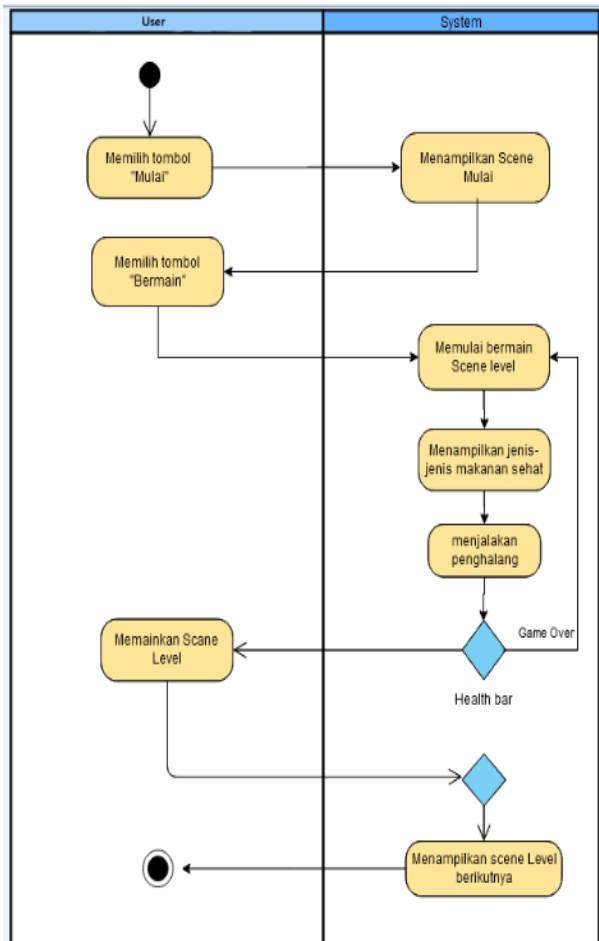 User
System
Memilih tombol
"Mulai"
Menampilkan Scene
Mulai
Memilih tombol
"Bermain"
Memulai bermain
Scene level
Menampilkan jenis-
jenis makanan sehat
menjalakan
penghalang
Game Over
Memainkan Scane
Level
Health bar
Menampilkan scene Level
berikutnya